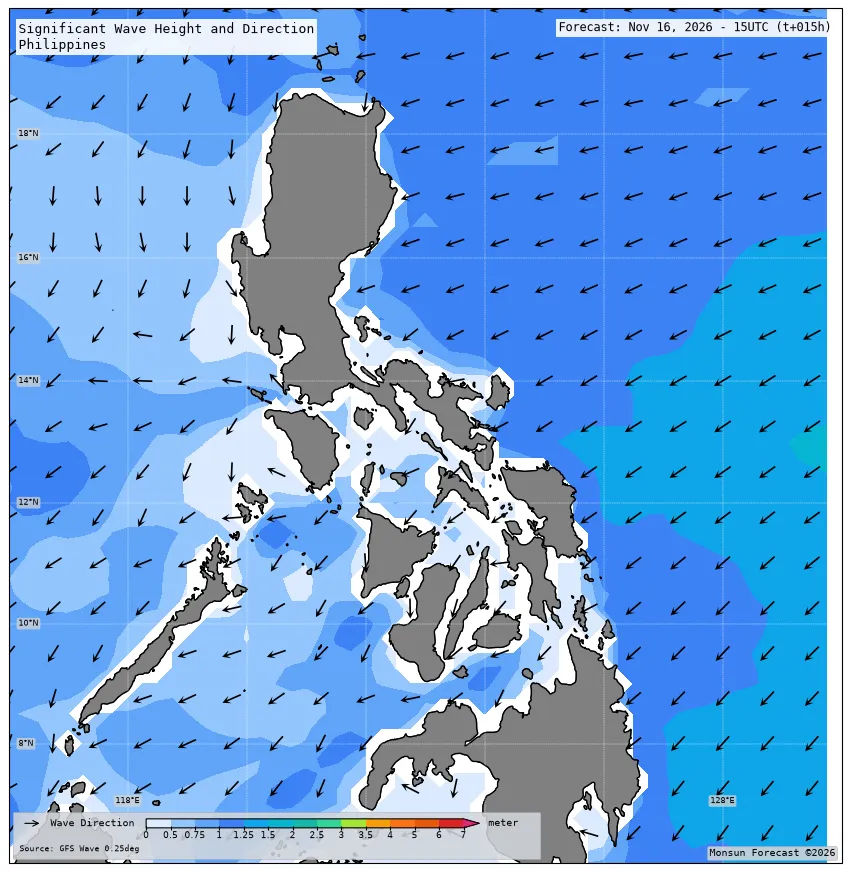 Significant Wave Height and Direction
Philippines
Forecast: Nov 16, 2026 - 15UTC (t+015h)
18°N
16°N
14°N
12°N
10°N
8°N
118°E
128°E
Wave Direction
0 0.5 0.75 1 1.25 1.5 2 2.5 3 3.5 4 5 6 7 meter
Source: GFS Wave 0.25deg
Monsun Forecast ©2026